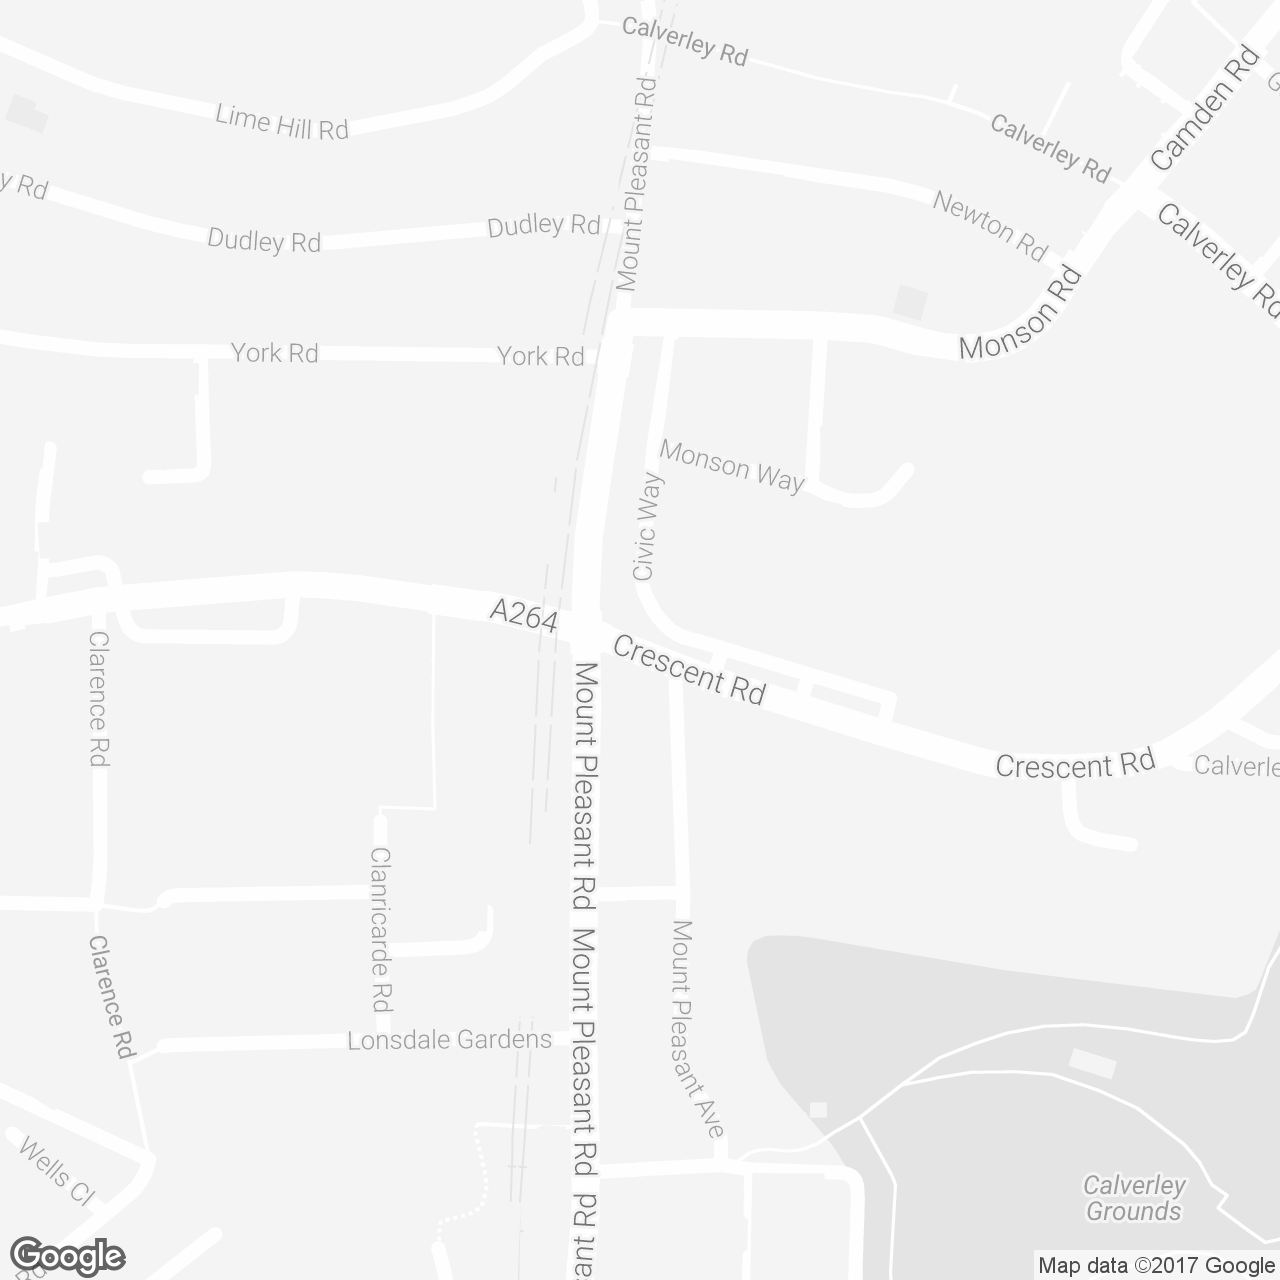 Calverley Rd
Lime Hill Rd
Mount Pleasant Rd
Calverley Rd
Camden Rd
G
y Rd
Dudley Rd
Dudley Rd
Newton Rd
Calverley Rd
Monson Rd
York Rd
York Rd
Monson Way
Civic Way
A264
Crescent Rd
Clarence Rd
Mount Pleasant Rd
Crescent Rd
Calverle
Clanricarde Rd
Clarence Rd
Mount Pleasant Rd
Mount Pleasant Ave
Lonsdale Gardens
Wells Cl
Calverley
Grounds
ant Rd
Rd
Google
Map data ©2017 Google